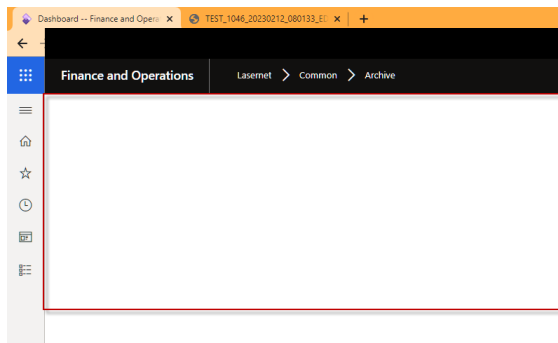 Dashboard -- Finance and Opera
TEST_1046_20230212_080133_E
Finance and Operations
Lasernet
Common
Archive